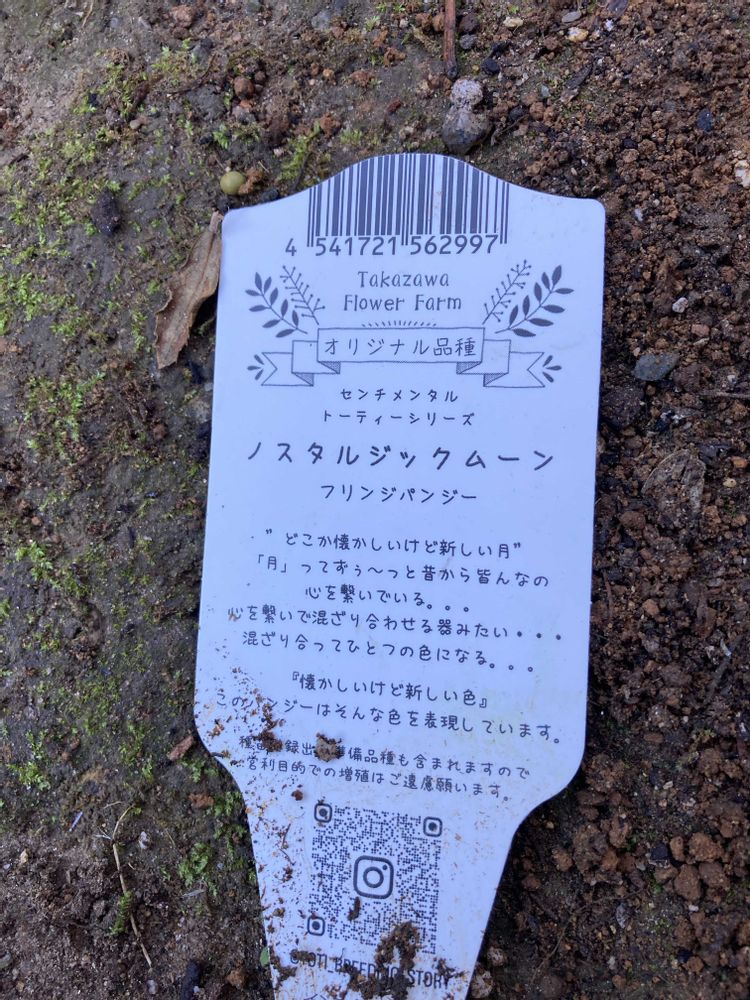 4 541721 562997
Takazawa
Flower Farm
オリジナル品種
センチメンタル
トーティーシリーズ
ノスタルジックムーン
フリンジパンジー
"どこか懐かしいけど新しい月"
「月」ってずぅ〜っと昔から皆んなの
心を繋いでいる。。。
心を繋いで混ざり合わせる器みたい・・・
混ざり合ってひとつの色になる。。。
『懐かしいけど新しい色』
ンジーはそんな色を表現しています。
録出 備品種も含まれますので
営利目的での増殖はご遠慮願います。
STORY